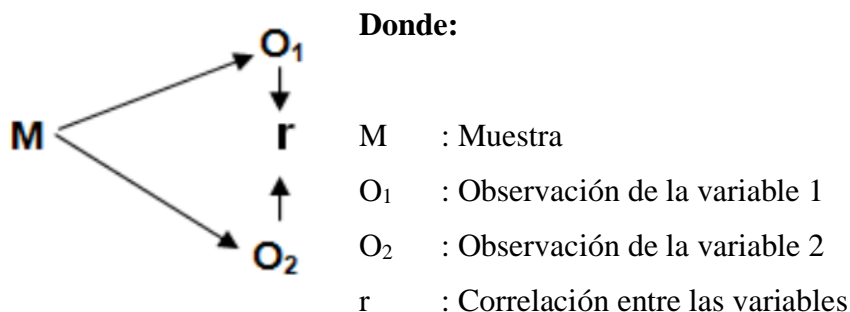 Donde:
O₁
M
r
O₂
M : Muestra
O₁ : Observación de la variable 1
O₂ : Observación de la variable 2
r : Correlación entre las variables